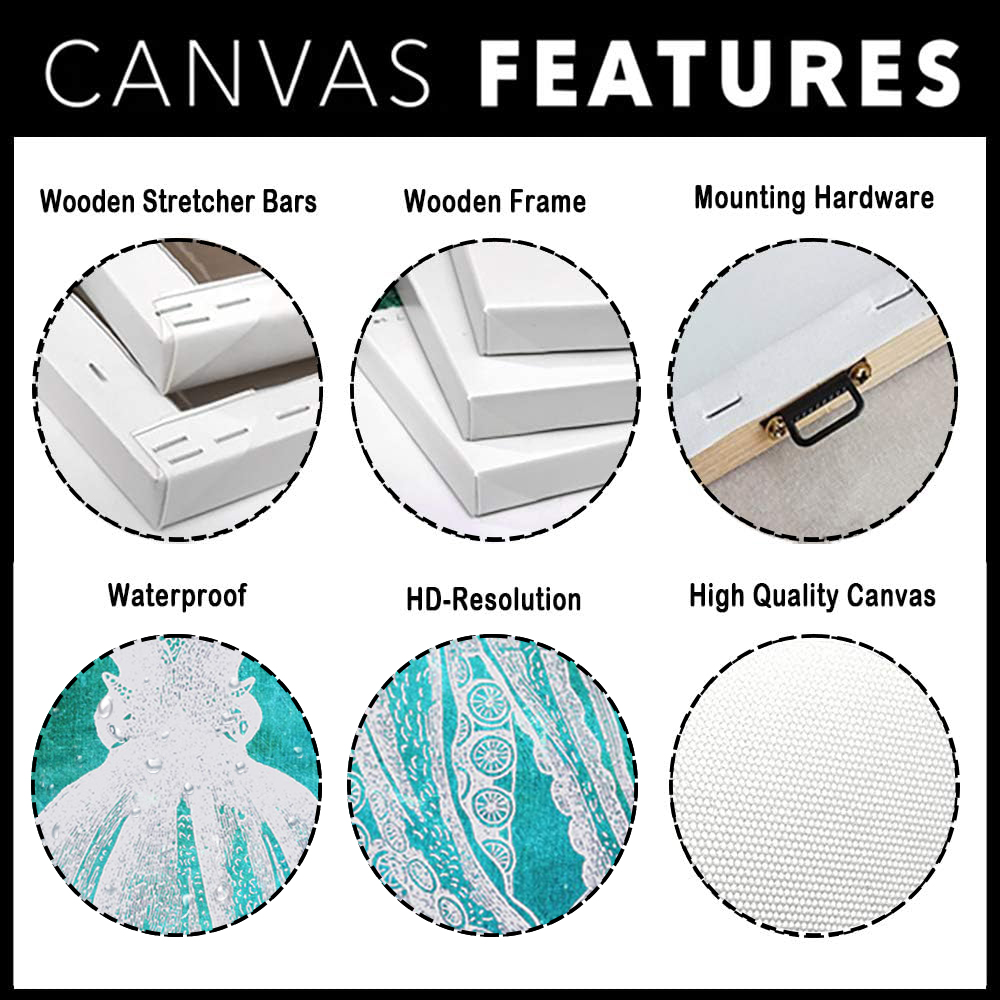 CANVAS FEATURES
Wooden Stretcher Bars
Wooden Frame
Mounting Hardware
Waterproof
HD-Resolution
High Quality Canvas